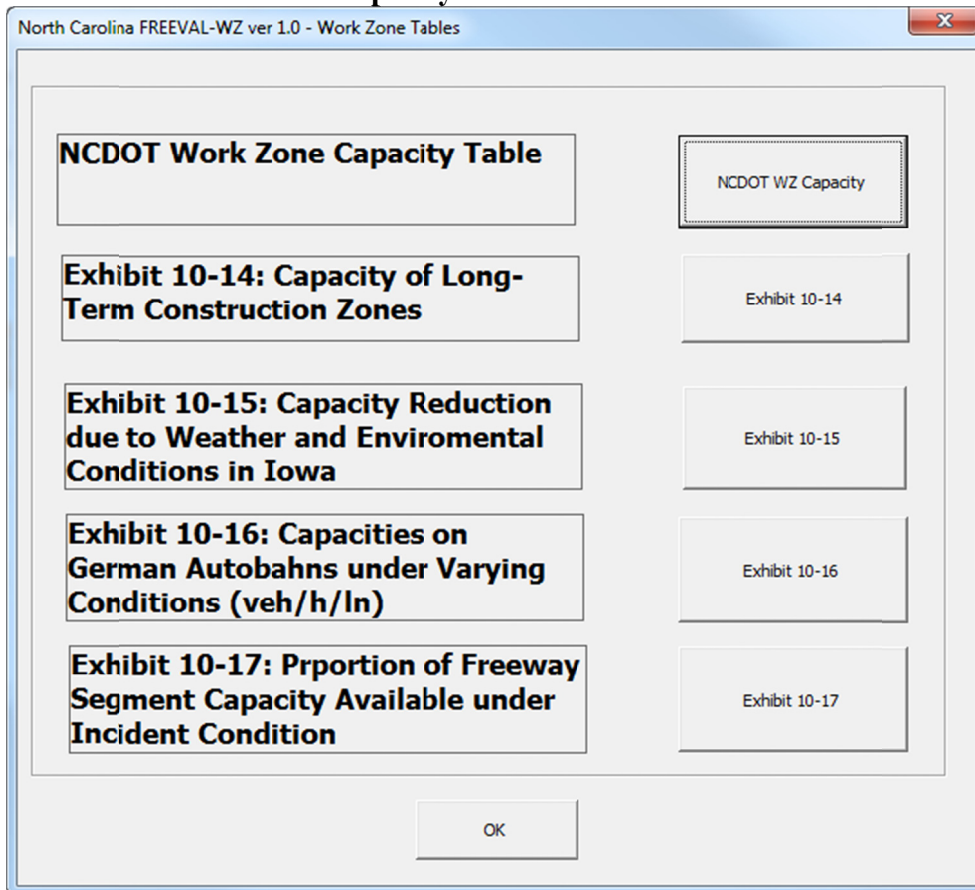 North Carolina FREEVAL-WZ ver 1.0 - Work Zone Tables
NCDOT Work Zone Capacity Table
NCDOT WZ Capacity
Exhibit 10-14: Capacity of Long-
Term Construction Zones
Exhibit 10-14
Exhibit 10-15: Capacity Reduction
due to Weather and Enviromental
Conditions in Iowa
Exhibit 10-15
Exhibit 10-16: Capacities on
German Autobahns under Varying
Conditions (veh/h/ln)
Exhibit 10-16
Exhibit 10-17: Prportion of Freeway
Segment Capacity Available under
Incident Condition
Exhibit 10-17
OK